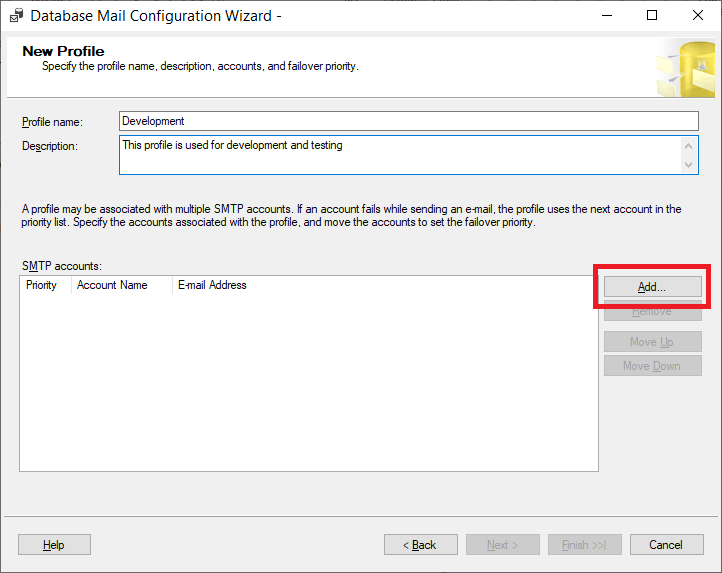 Database Mail Configuration Wizard -
New Profile
Specify the profile name, description, accounts, and failover priority.
Profile name:
Development
Description:
This profile is used for development and testing
A profile may be associated with multiple SMTP accounts. If an account fails while sending an e-mail, the profile uses the next account in the
priority list. Specify the accounts associated with the profile, and move the accounts to set the failover priority.
SMTP accounts:
Priority Account Name E-mail Address
Add...
Remove
Move Up
Move Down
Help < Back Next > Finish >>| Cancel